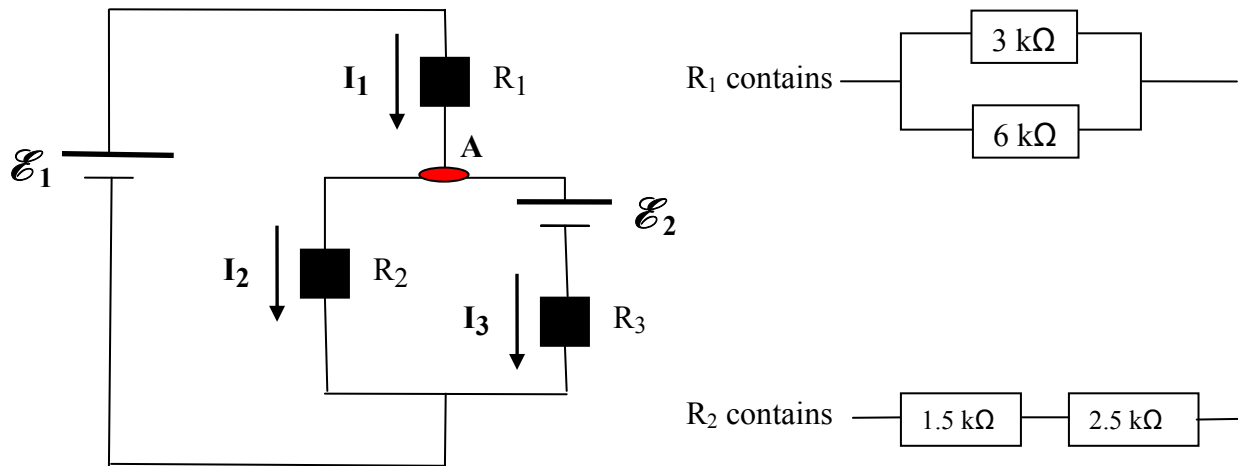 3 kΩ
R₁ contains
6 kΩ
I₁
R₁
A
ℰ₁
ℰ₂
I₂
R₂
I₃
R₃
R₂ contains
1.5 kΩ
2.5 kΩ